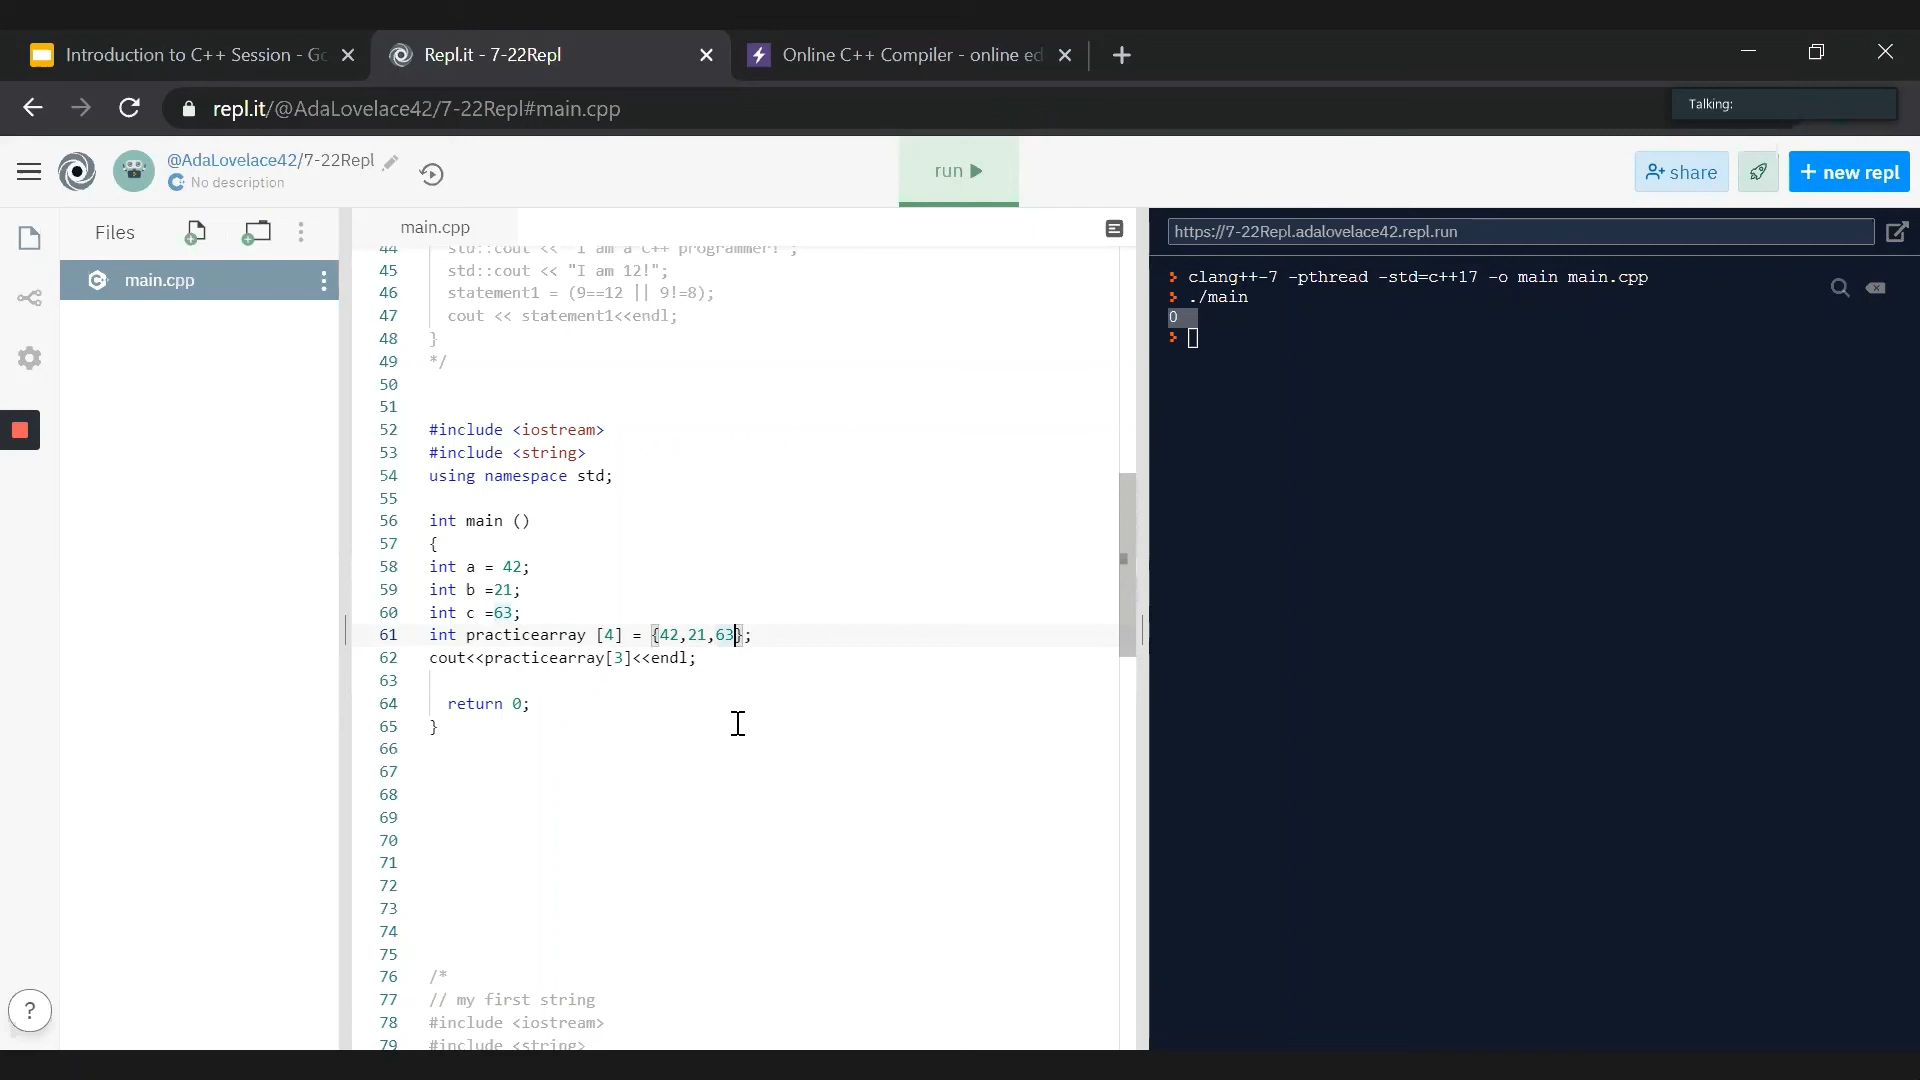 Introduction to C++ Session - Go
Repl.it - 7-22Repl
Online C++ Compiler - online ed
repl.it/@AdaLovelace42/7-22Repl#main.cpp
Talking:
@AdaLovelace42/7-22Repl
No description
run
share
+ new repl
Files
main.cpp
main.cpp
44 std::cout << "I am a C++ programmer!";
45 std::cout << "I am 12!";
46 statement1 = (9==12 || 9!=8);
47 cout << statement1<<endl;
48 }
49 */
50
51
52 #include <iostream>
53 #include <string>
54 using namespace std;
55
56 int main ()
57 {
58 int a = 42;
59 int b =21;
60 int c =63;
61 int practicearray [4] = {42,21,63};
62 cout<<practicearray[3]<<endl;
63
64 return 0;
65 }
66
67
68
69
70
71
72
73
74
75
76 /*
77 // my first string
78 #include <iostream>
79 #include <string>
https://7-22Repl.adalovelace42.repl.run
clang++-7 -pthread -std=c++17 -o main main.cpp
./main
0
?